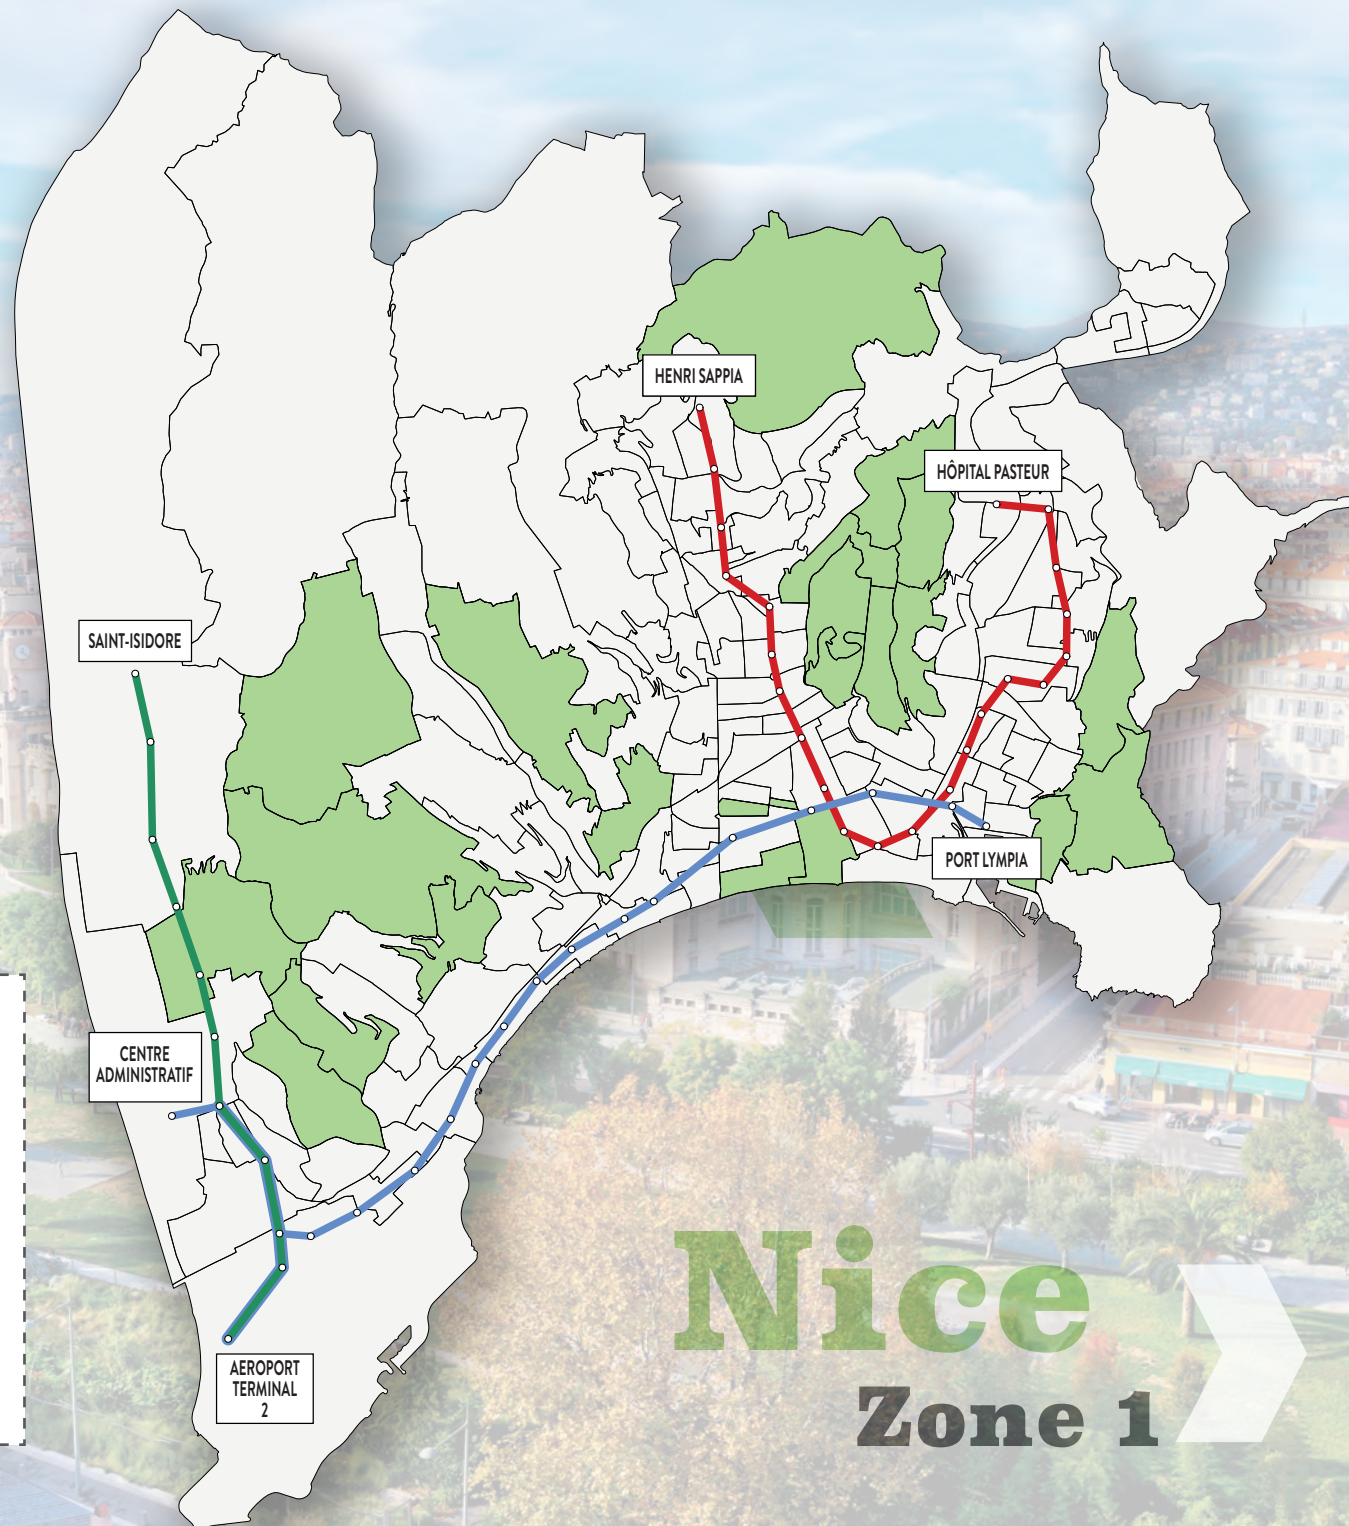 HENRI SAPPIA
HÔPITAL PASTEUR
SAINT-ISIDORE
PORT LYMPIA
CENTRE
ADMINISTRATIF
AEROPORT
TERMINAL
2
Nice
Zone 1